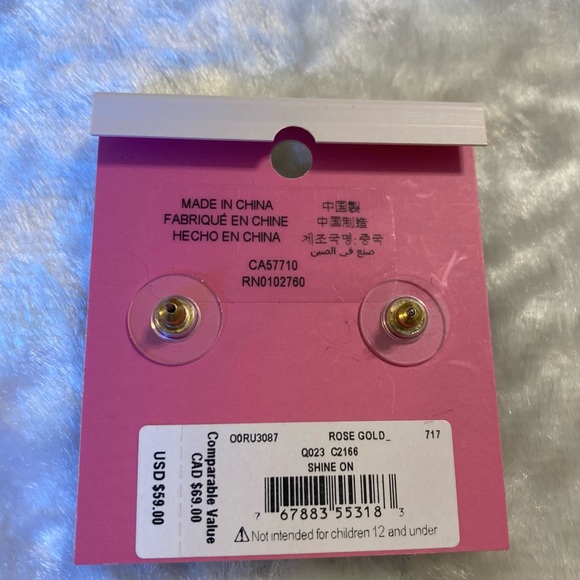 MADE IN CHINA
FABRIQUÉ EN CHINE
HECHO EN CHINA
中国製
中国制造
제조국명:중국
صنع في الصين
CA57710
RN0102760
O0RU3087 ROSE GOLD_ 717
Q023 C2166
SHINE ON
7 67883 55318 3
⚠Not intended for children 12 and under
Comparable Value
CAD $69.00
USD $59.00